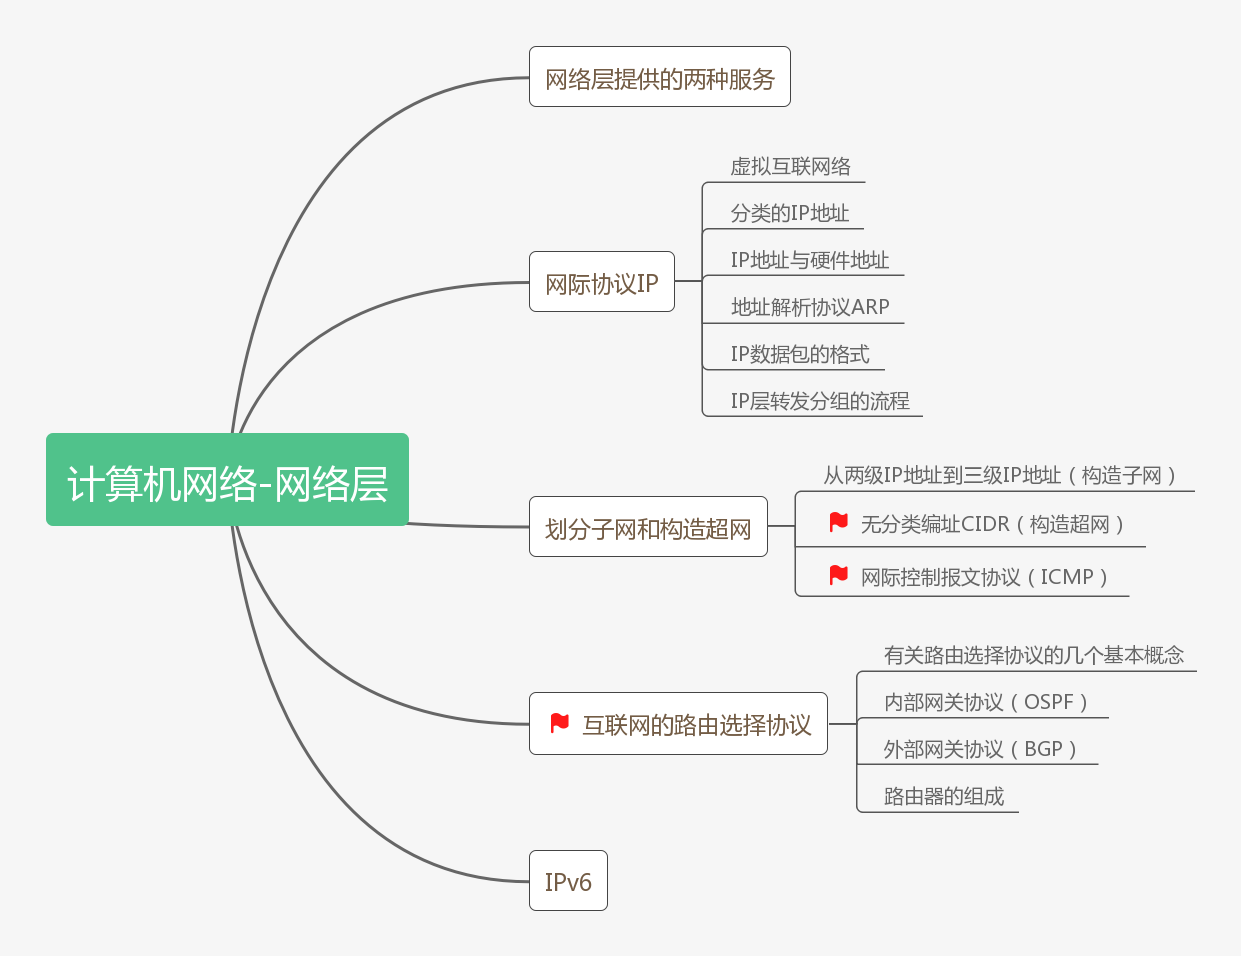 计算机网络-网络层
网络层提供的两种服务
网际协议IP
虚拟互联网络
分类的IP地址
IP地址与硬件地址
地址解析协议ARP
IP数据包的格式
IP层转发分组的流程
划分子网和构造超网
从两级IP地址到三级IP地址（构造子网）
无分类编址CIDR（构造超网）
网际控制报文协议（ICMP）
互联网的路由选择协议
有关路由选择协议的几个基本概念
内部网关协议（OSPF）
外部网关协议（BGP）
路由器的组成
IPv6